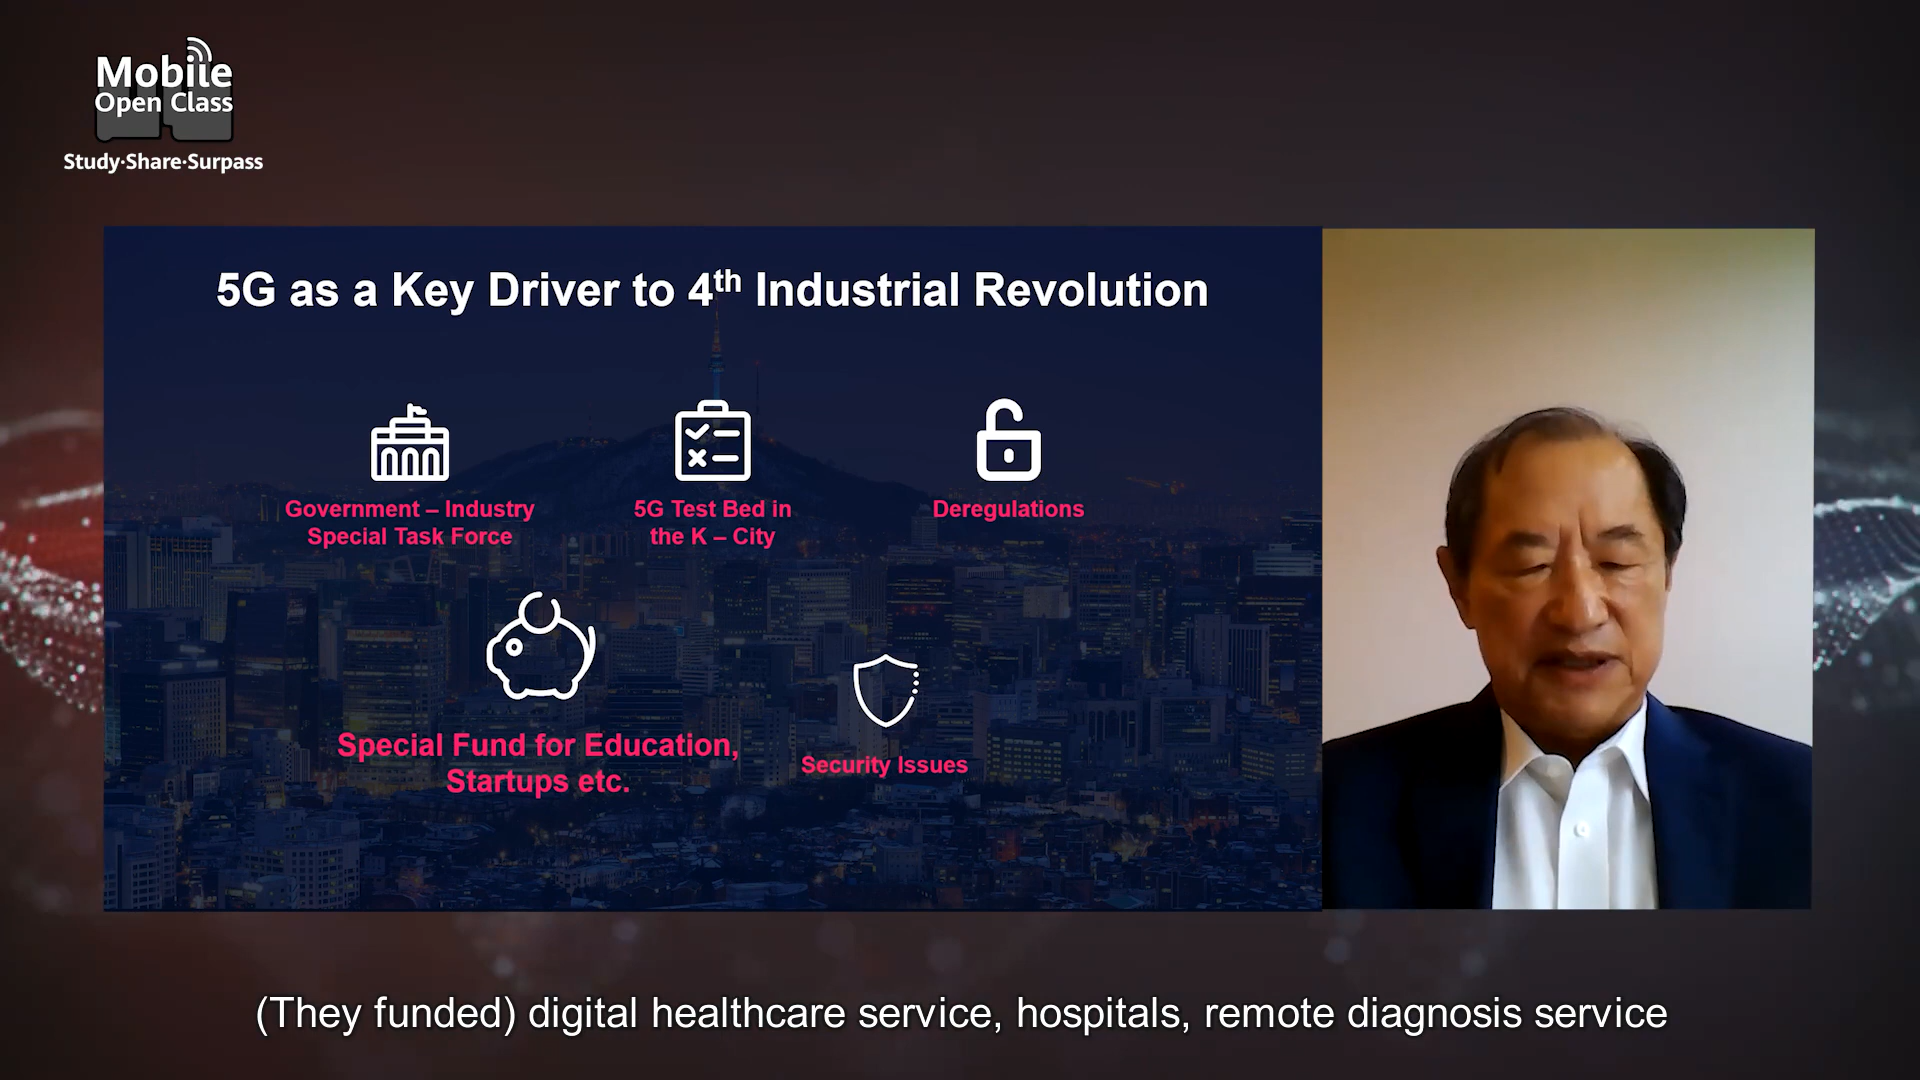 Mobile
Open Class
Study·Share·Surpass
5G as a Key Driver to 4th Industrial Revolution
Government – Industry
Special Task Force
5G Test Bed in
the K – City
Deregulations
Special Fund for Education,
Startups etc.
Security Issues
(They funded) digital healthcare service, hospitals, remote diagnosis service